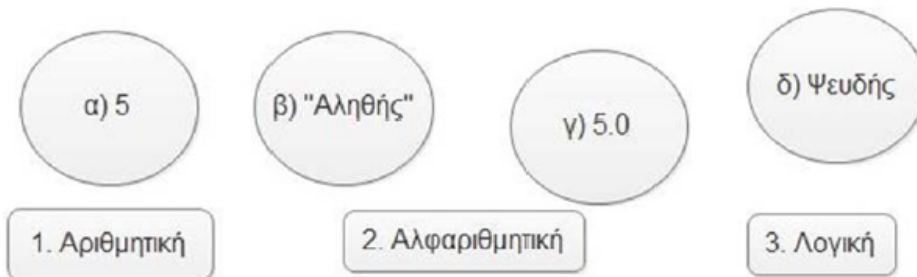 α) 5
β) "Αληθής"
γ) 5.0
δ) Ψευδής
1. Αριθμητική
2. Αλφαριθμητική
3. Λογική